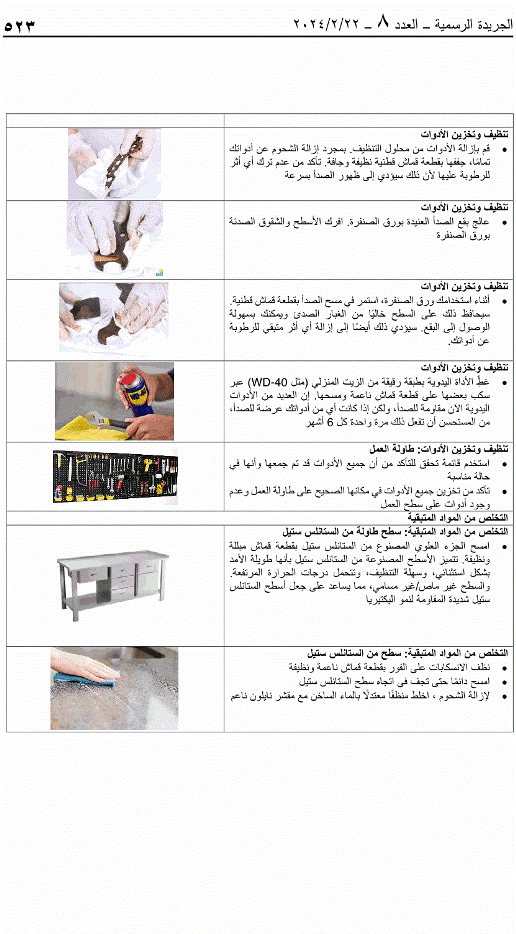 الجريدة الرسمية – العدد ٨ – ٢٠٢٤/٢/٢٢
٥٢٣
تنظيف وتخزين الأدوات
• قم بإزالة الأدوات من محلول التنظيف. بمجرد إزالة الشحوم عن أدواتك
تمامًا، جففها بقطعة قماش قطنية نظيفة وجافة. تأكد من عدم ترك أي أثر
للرطوبة عليها لأن ذلك سيؤدي إلى ظهور الصدأ بسرعة
تنظيف وتخزين الأدوات
• عالج بقع الصدأ العنيدة بورق الصنفرة. افرك الأسطح والشقوق الصدئة
بورق الصنفرة
تنظيف وتخزين الأدوات
• أثناء استخدامك ورق الصنفرة، استمر في مسح الصدأ بقطعة قماش قطنية.
سيحافظ ذلك على السطح خاليًا من الغبار الصدئ ويمكنك بسهولة
الوصول إلى البقع. سيؤدي ذلك أيضًا إلى إزالة أي أثر متبقي للرطوبة
عن أدواتك.
تنظيف وتخزين الأدوات
• غطِ الأداة اليدوية بطبقة رقيقة من الزيت المنزلي (مثل WD-40) عبر
سكب بعضها على قطعة قماش ناعمة ومسحها. إن العديد من الأدوات
اليدوية الآن مقاومة للصدأ، ولكن إذا كانت أي من أدواتك عرضة للصدأ،
من المستحسن أن تفعل ذلك مرة واحدة كل 6 أشهر
تنظيف وتخزين الأدوات: طاولة العمل
• استخدم قائمة تحقق للتأكد من أن جميع الأدوات قد تم جمعها وأنها في
حالة مناسبة
• تأكد من تخزين جميع الأدوات في مكانها الصحيح على طاولة العمل وعدم
وجود أدوات على سطح العمل
التخلص من المواد المتبقية
التخلص من المواد المتبقية: سطح طاولة من الستانلس ستيل
• امسح الجزء العلوي المصنوع من الستانلس ستيل بقطعة قماش مبللة
ونظيفة. تتميز الأسطح المصنوعة من الستانلس ستيل بأنها طويلة الأمد
بشكل استثنائي، وسهلة التنظيف، وتتحمل درجات الحرارة المرتفعة.
والسطح غير ماص/غير مسامي، مما يساعد على جعل أسطح الستانلس
ستيل شديدة المقاومة لنمو البكتيريا
التخلص من المواد المتبقية: سطح من الستانلس ستيل
• نظف الانسكابات على الفور بقطعة قماش ناعمة ونظيفة
• امسح دائمًا حتى تجف في اتجاه سطح الستانلس ستيل
• لإزالة الشحوم ، اخلط منظفًا معتدلًا بالماء الساخن مع مقشر نايلون ناعم